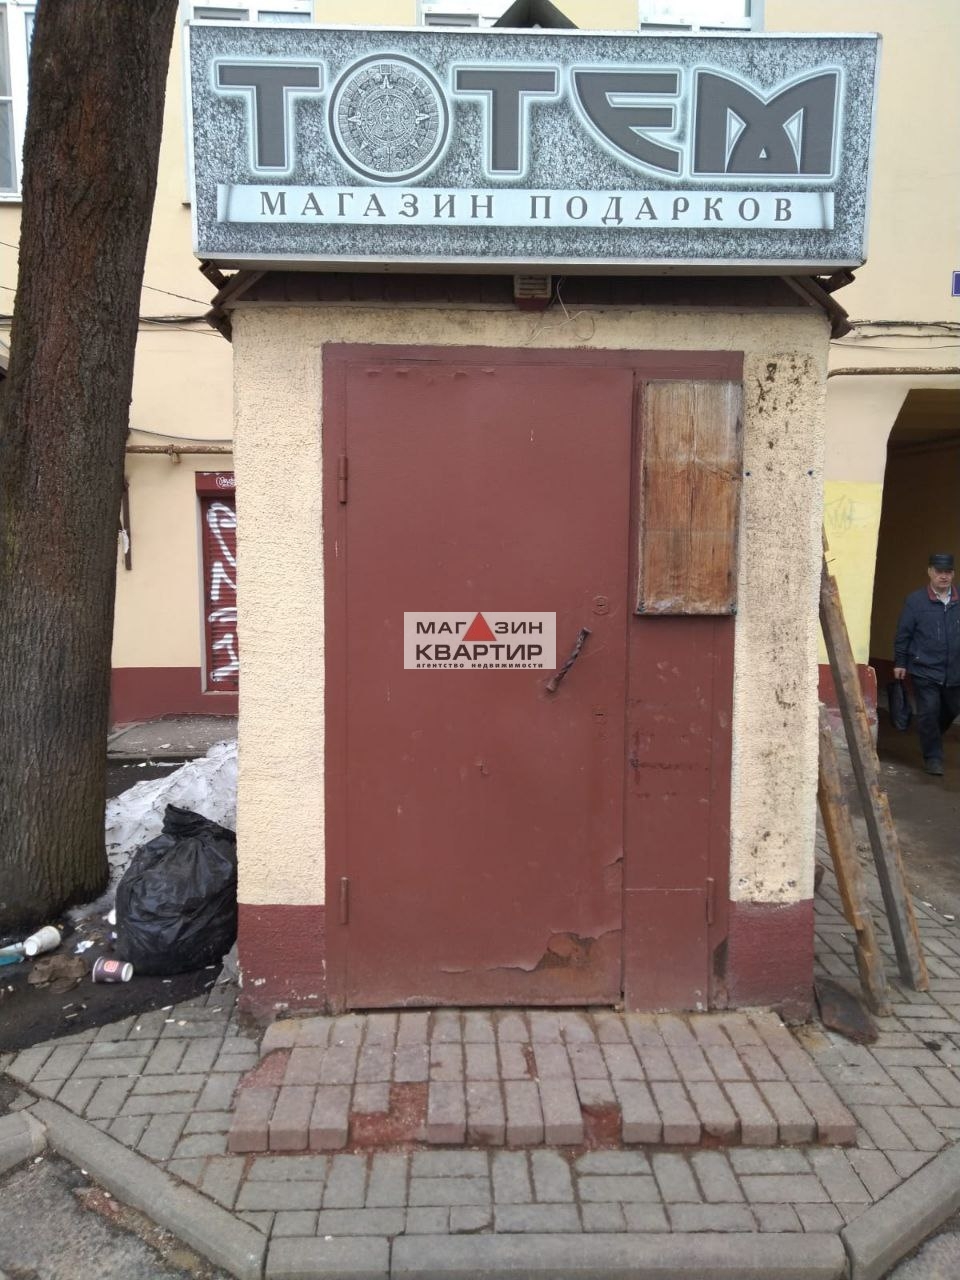 ТОТЕМ
МАГАЗИН ПОДАРКОВ
МАГАЗИН
КВАРТИР
агентство недвижимости